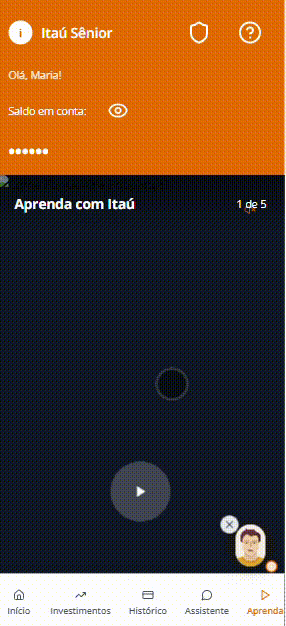 i Itaú Sênior
Olá, Maria!
Saldo em conta:
Aprenda com Itaú 1 de 5
Início Investimentos Histórico Assistente Aprenda